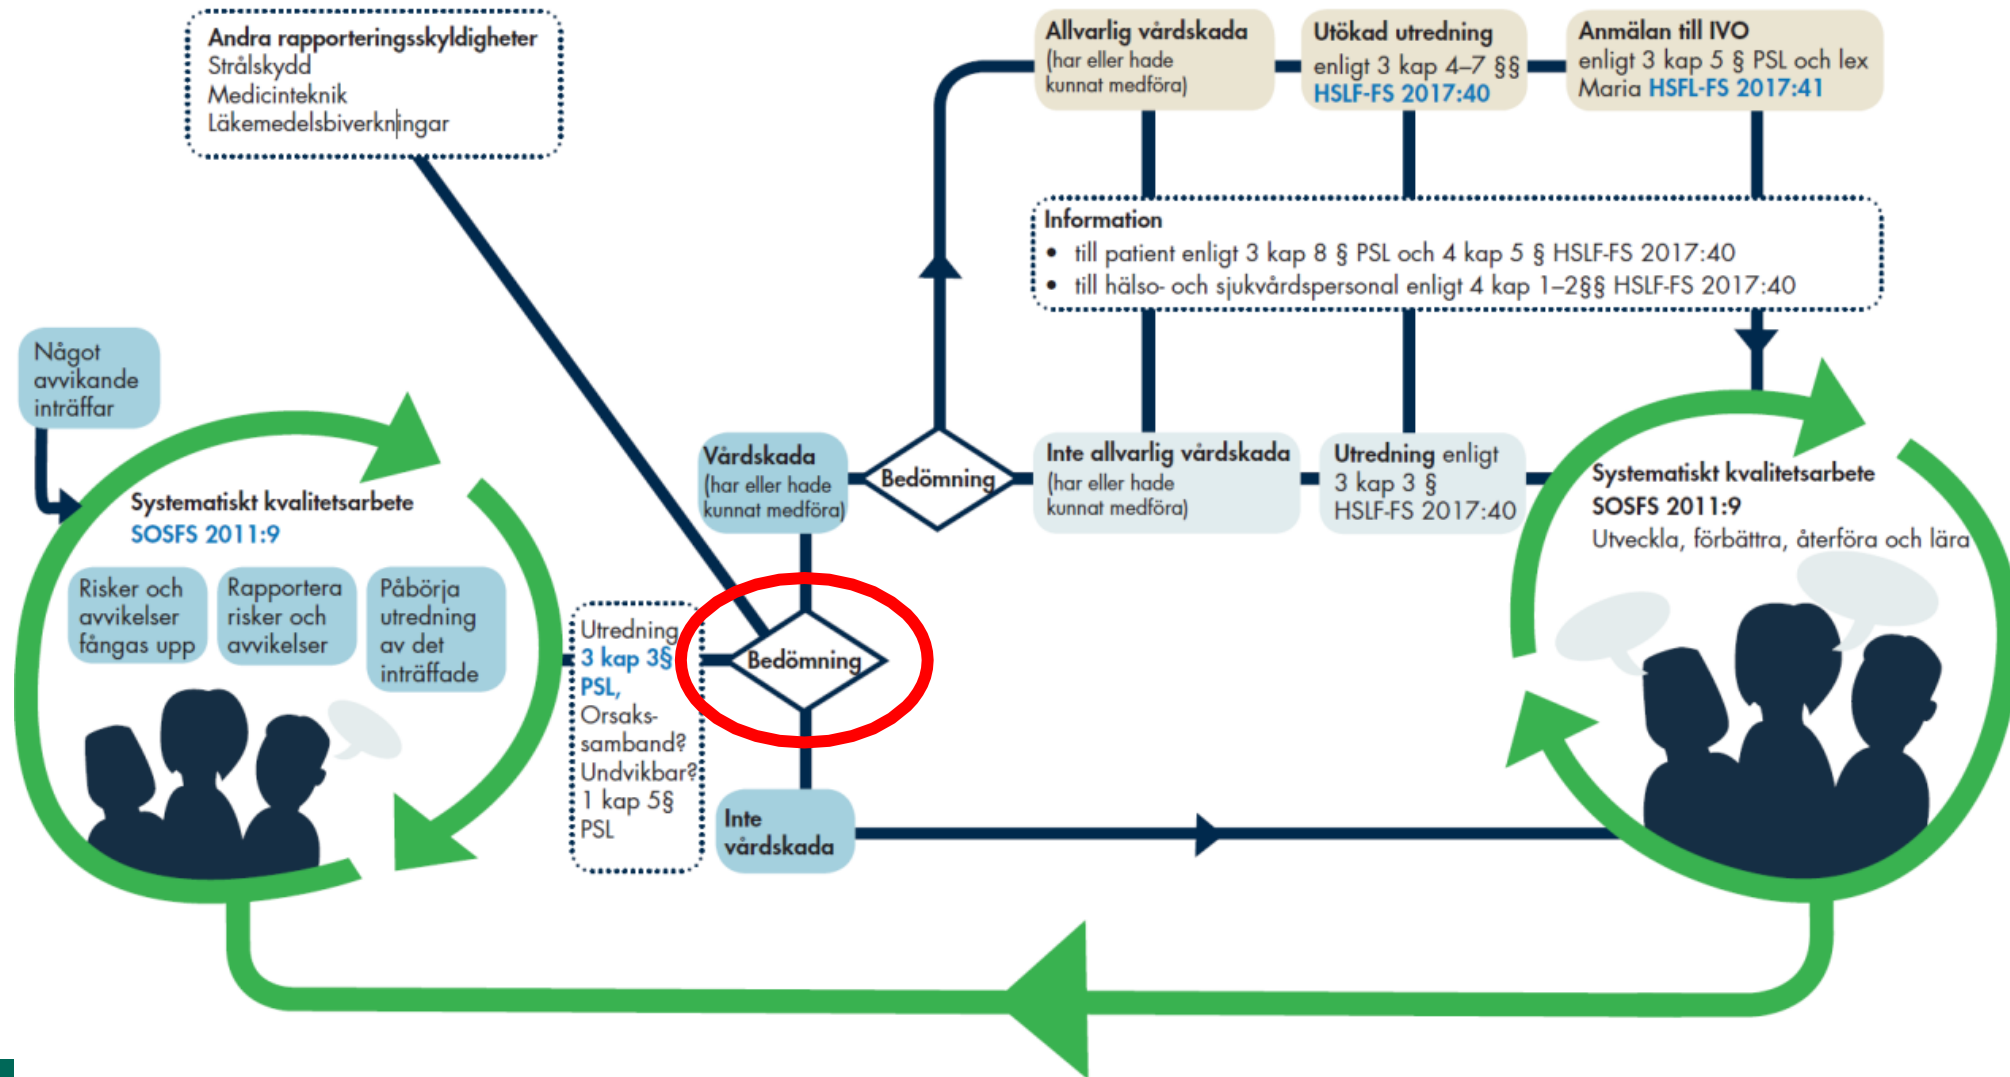 Andra rapporteringsskyldigheter
Strålskydd
Medicinteknik
Läkemedelsbiverkningar
Allvarlig vårdskada
(har eller hade
kunnat medföra)
Utökad utredning
enligt 3 kap 4–7 §§
HSLF-FS 2017:40
Anmälan till IVO
enligt 3 kap 5 § PSL och lex
Maria HSFL-FS 2017:41
Information
• till patient enligt 3 kap 8 § PSL och 4 kap 5 § HSLF-FS 2017:40
• till hälso- och sjukvårdspersonal enligt 4 kap 1–2§§ HSLF-FS 2017:40
Något
avvikande
inträffar
Systematiskt kvalitetsarbete
SOSFS 2011:9
Risker och
avvikelser
fångas upp
Rapportera
risker och
avvikelser
Påbörja
utredning
av det
inträffade
Utredning
3 kap 3§
PSL,
Orsaks-
samband?
Undvikbar?
1 kap 5§
PSL
Bedömning
Vårdskada
(har eller hade
kunnat medföra)
Bedömning
Inte allvarlig vårdskada
(har eller hade
kunnat medföra)
Utredning enligt
3 kap 3 §
HSLF-FS 2017:40
Inte
vårdskada
Systematiskt kvalitetsarbete
SOSFS 2011:9
Utveckla, förbättra, återföra och lära